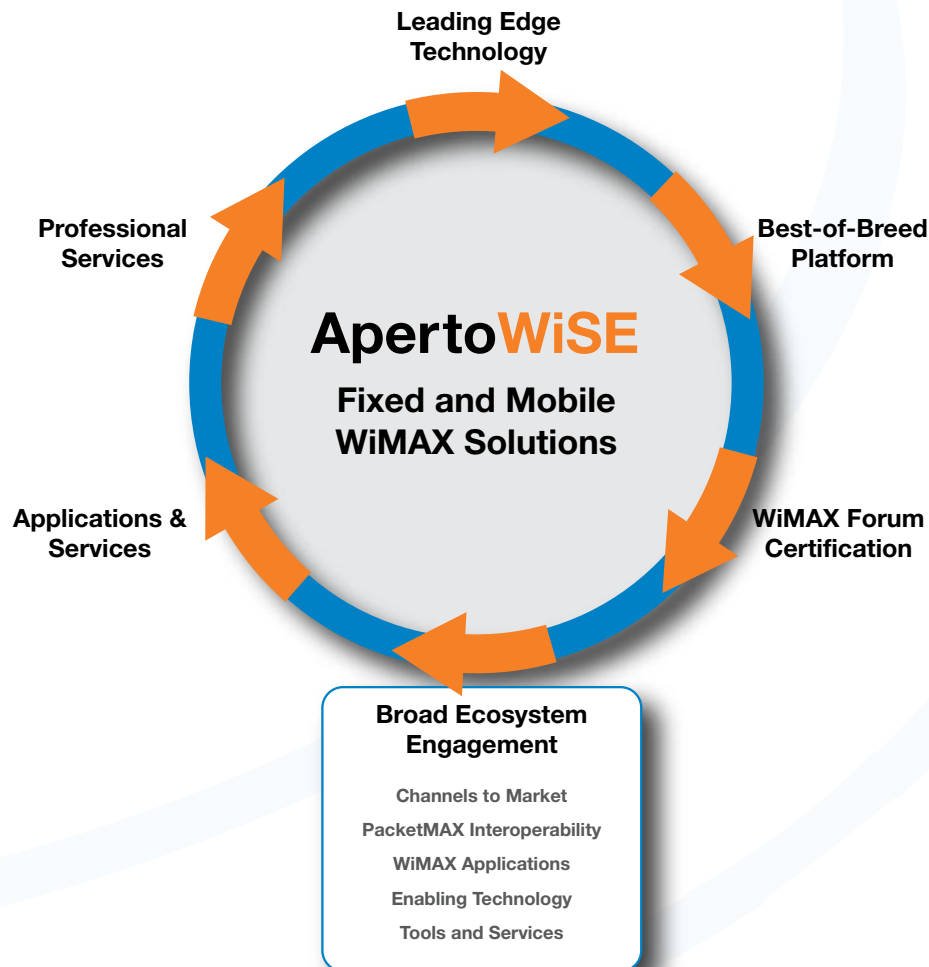 Leading Edge
Technology
Professional
Services
Best-of-Breed
Platform
ApertoWiSE
Fixed and Mobile
WiMAX Solutions
Applications &
Services
WiMAX Forum
Certification
Broad Ecosystem
Engagement
Channels to Market
PacketMAX Interoperability
WiMAX Applications
Enabling Technology
Tools and Services